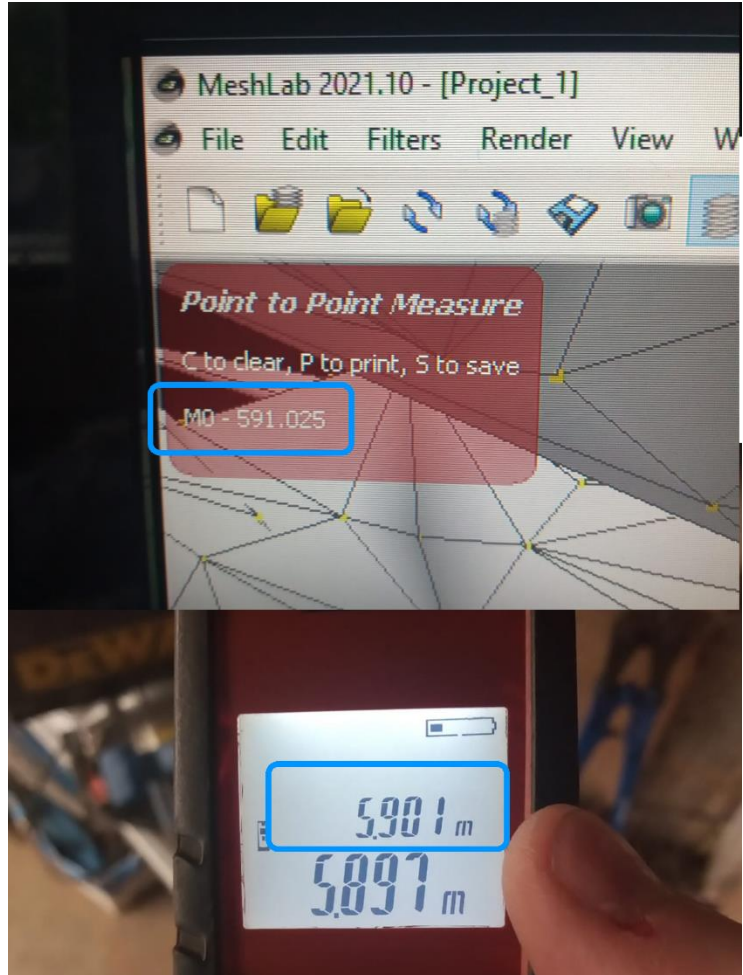 MeshLab 2021.10 - [Project_1]
File Edit Filters Render View W
Point to Point Measure
C to clear, P to print, S to save
M0 - 591.025
DEWA
5.901 m
5.897 m